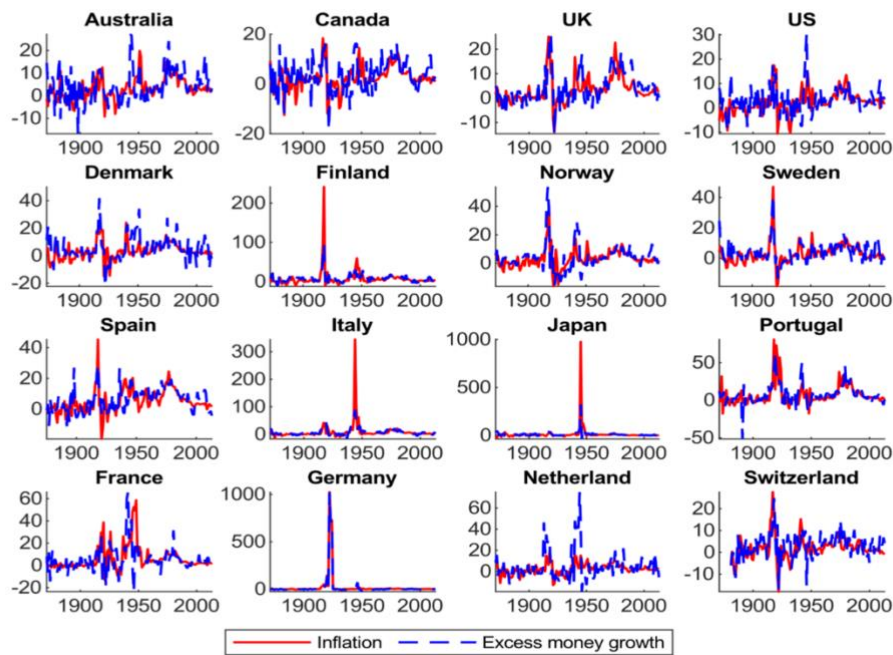 Australia
20
10
0
-10
1900 1950 2000
Canada
20
0
-20
1900 1950 2000
UK
20
10
0
-10
1900 1950 2000
US
30
20
10
0
10
1900 1950 2000
Denmark
40
20
0
-20
1900 1950 2000
Finland
200
100
0
1900 1950 2000
Norway
40
20
0
1900 1950 2000
Sweden
40
20
0
1900 1950 2000
Spain
40
20
0
1900 1950 2000
Italy
300
200
100
0
1900 1950 2000
Japan
1000
500
0
1900 1950 2000
Portugal
50
0
-50
1900 1950 2000
France
60
40
20
0
20
1900 1950 2000
Germany
1000
500
0
1900 1950 2000
Netherland
60
40
20
0
1900 1950 2000
Switzerland
20
10
0
-10
1900 1950 2000
Inflation Excess money growth